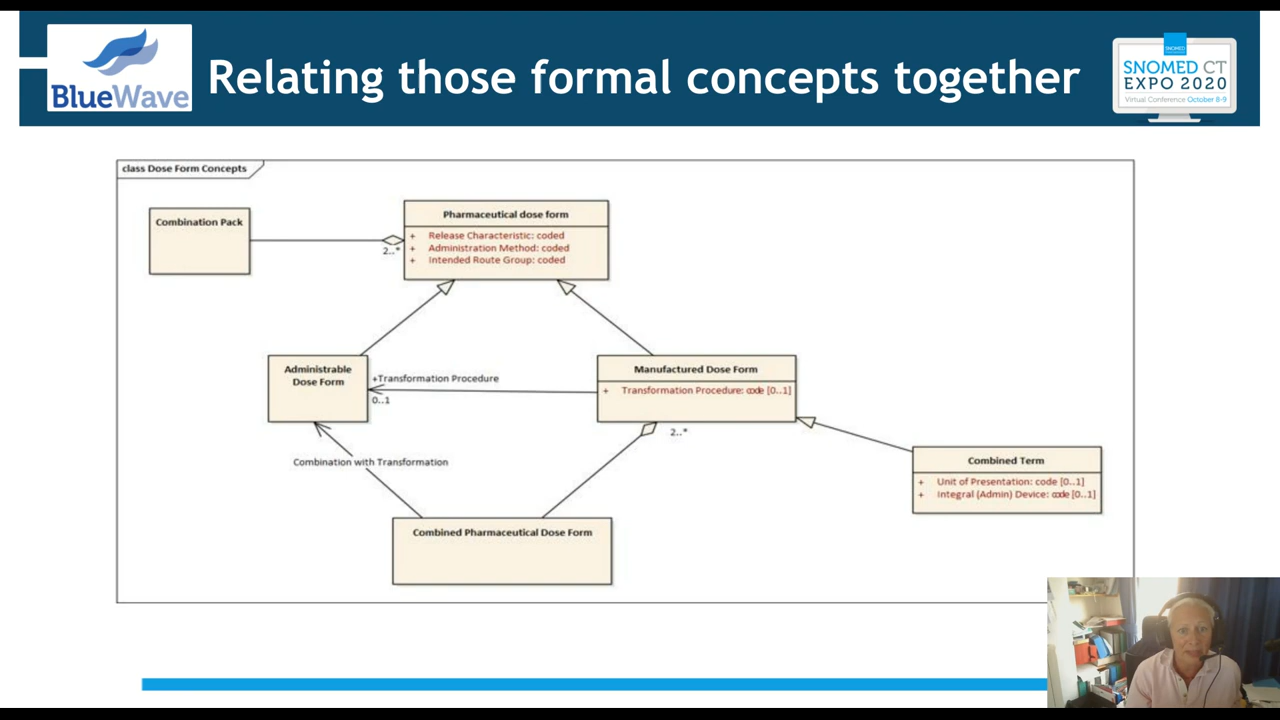 BlueWave
Relating those formal concepts together
SNOMED
SNOMED CT
EXPO 2020
Virtual Conference October 8-9
class Dose Form Concepts
Combination Pack
2..*
Pharmaceutical dose form
+ Release Characteristic: coded
+ Administration Method: coded
+ Intended Route Group: coded
Administrable
Dose Form
+Transformation Procedure
0..1
Manufactured Dose Form
+ Transformation Procedure: code [0..1]
2..*
Combination with Transformation
Combined Term
+ Unit of Presentation: code [0..1]
+ Integral (Admin) Device: code [0..1]
Combined Pharmaceutical Dose Form